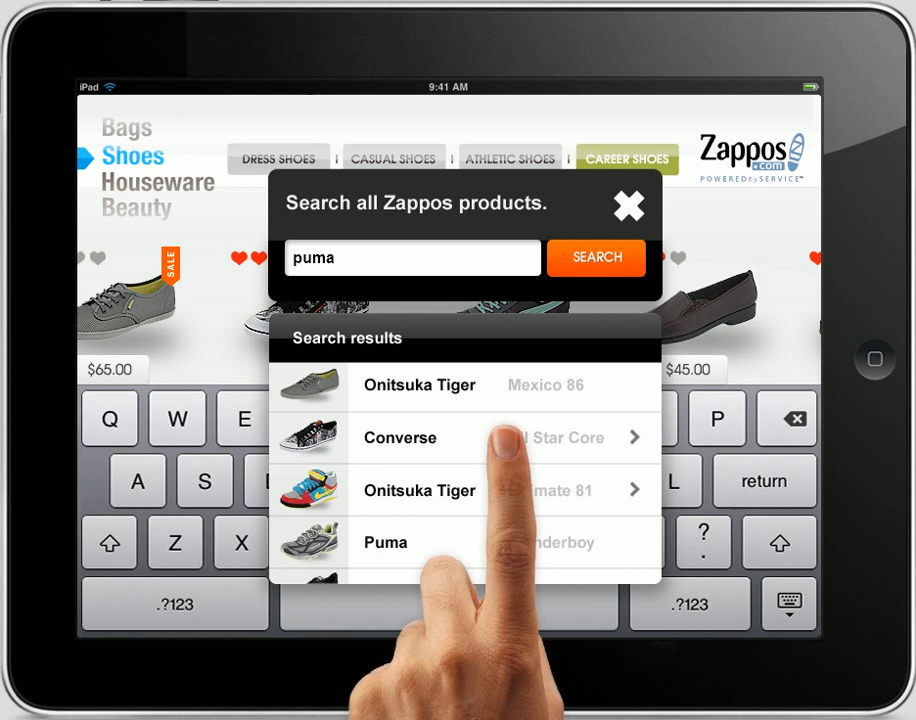 iPad
9:41 AM
Bags
Shoes
Houseware
Beauty
DRESS SHOES
CASUAL SHOES
ATHLETIC SHOES
CAREER SHOES
Zappos
.com
POWERED by SERVICE™
Search all Zappos products.
puma
SEARCH
SALE
Search results
$65.00
$45.00
Onitsuka Tiger Mexico 86
Converse Star Core
Onitsuka Tiger 81
Puma
Q W E P
A S L return
Z X ? .
.?123 .?123